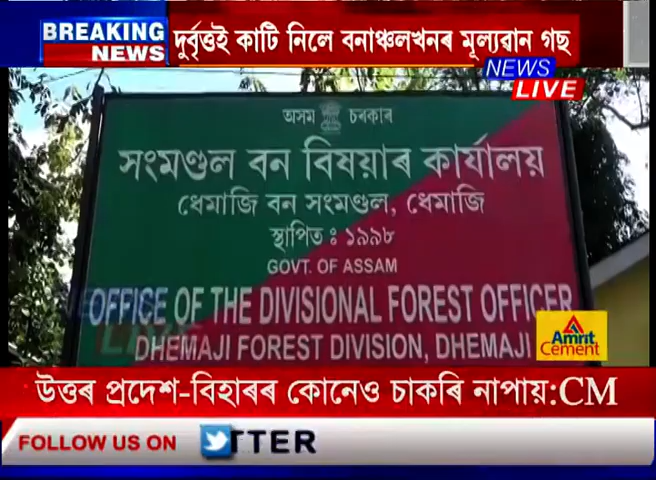 BREAKING
NEWS
দুৰ্বৃত্তই কাটি নিলে বনাঞ্চলখনৰ মূল্যৱান গছ
NEWS
LIVE
অসম চৰকাৰ
সংমণ্ডল বন বিষয়াৰ কাৰ্য্যালয়
ধেমাজি বন সংমণ্ডল, ধেমাজি
স্থাপিত : ১৯৯৮
GOVT. OF ASSAM
OFFICE OF THE DIVISIONAL FOREST OFFICER
DHEMAJI FOREST DIVISION, DHEMAJI
Amrit
Cement
উত্তৰ প্ৰদেশ-বিহাৰৰ কোনেও চাকৰি নাপায়:CM
FOLLOW US ON
TTER